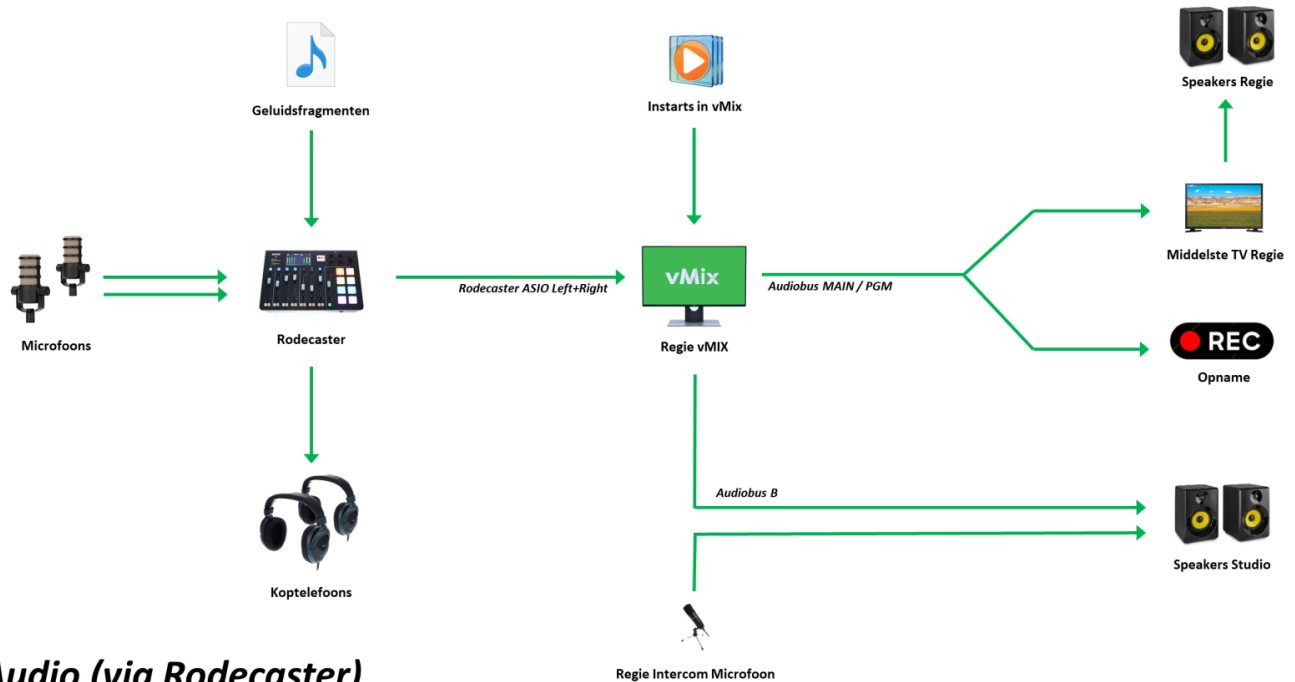 Speakers Regie
Geluidsfragmenten
Instarts in vMix
Middelste TV Regie
Rodecaster ASIO Left+Right
vMix
Audiobus MAIN / PGM
Microfoons
Rodecaster
Regie vMIX
REC
Opname
Audiobus B
Speakers Studio
Koptelefoons
Regie Intercom Microfoon
Audio (via Rodecaster)